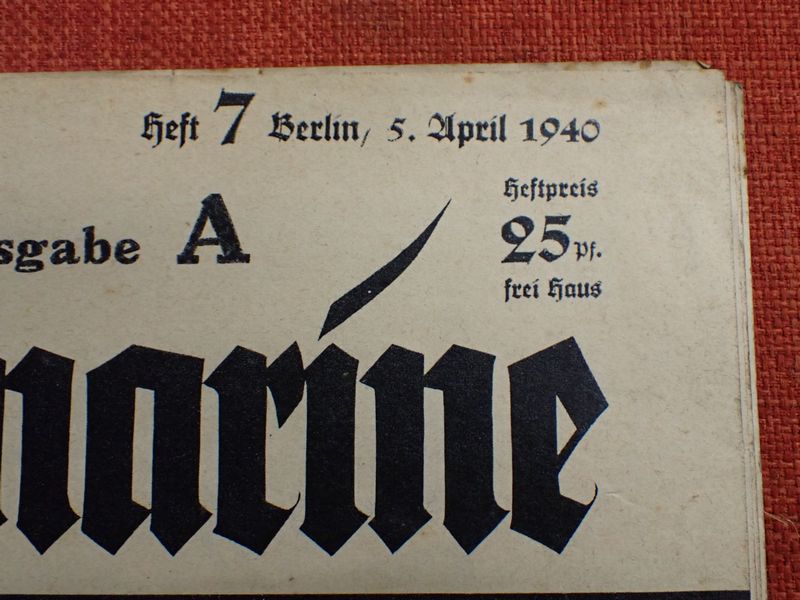 Heft 7 Berlin, 5. April 1940
Heftpreis
25 Pf.
frei Haus
sgabe A
marine